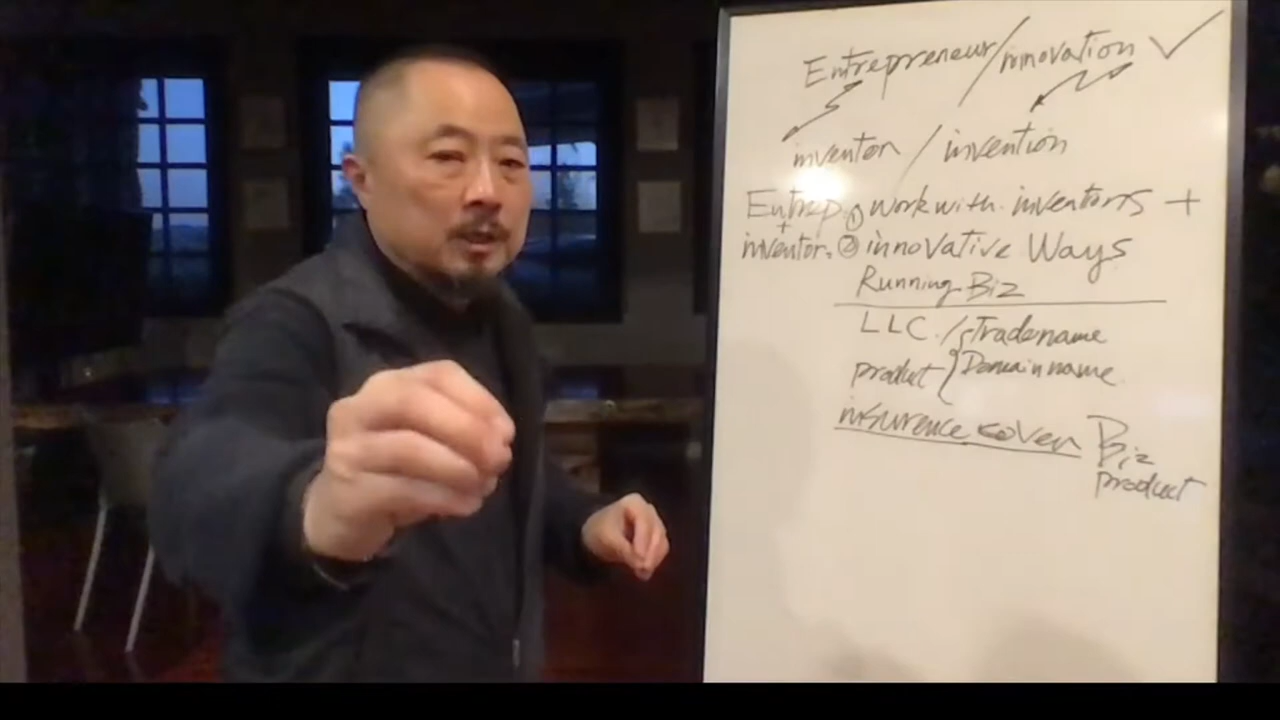 Entrepreneur/innovation ✓
inventor / invention
Entrep. ① work with inventors +
+
inventor. ② innovative Ways
Running Biz
LLC. / { Tradename
product { Domain name
insurence cover Biz
product